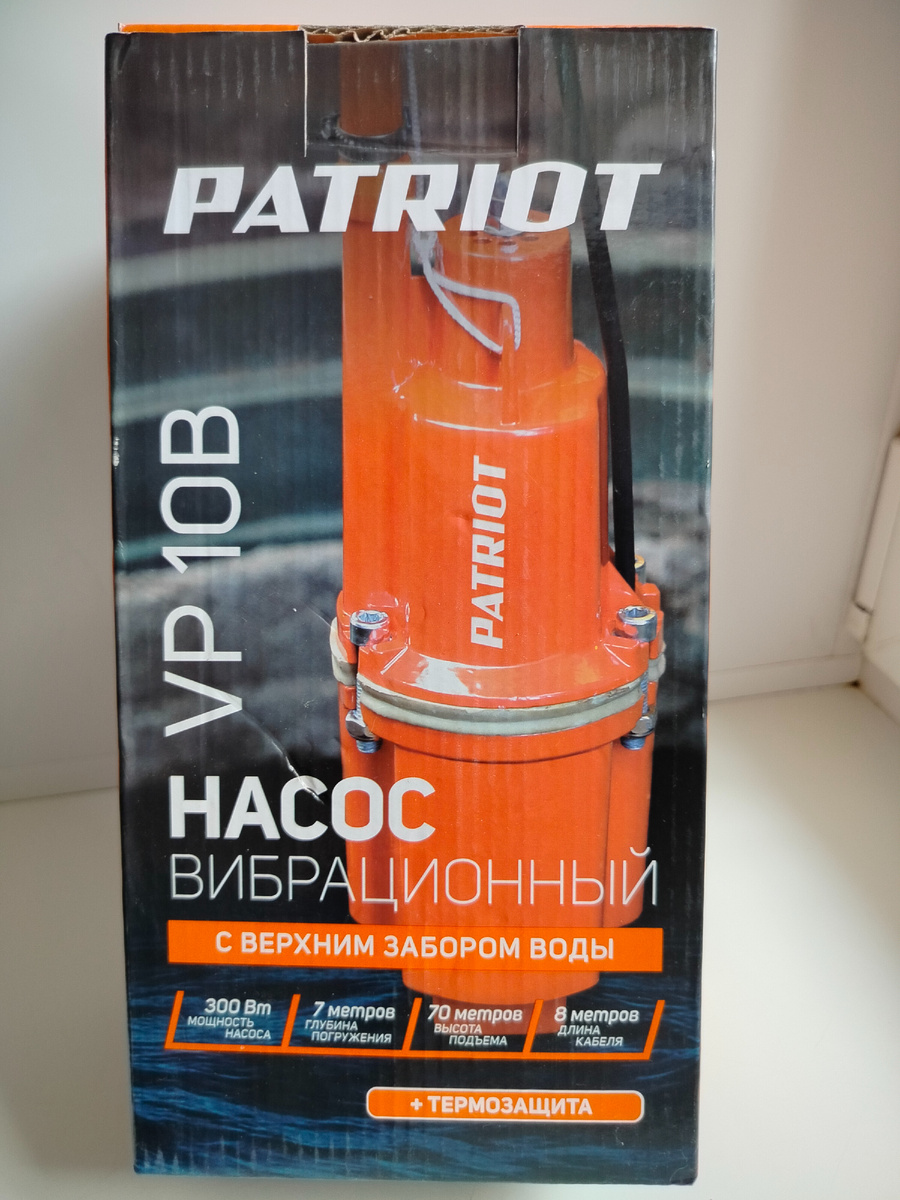 PATRIOT
PATRIOT
VP 10B
НАСОС
ВИБРАЦИОННЫЙ
С ВЕРХНИМ ЗАБОРОМ ВОДЫ
300 Вт
МОЩНОСТЬ
НАСОСА
7 метров
ГЛУБИНА
ПОГРУЖЕНИЯ
70 метров
ВЫСОТА
ПОДЪЕМА
8 метров
ДЛИНА
КАБЕЛЯ
+ ТЕРМОЗАЩИТА